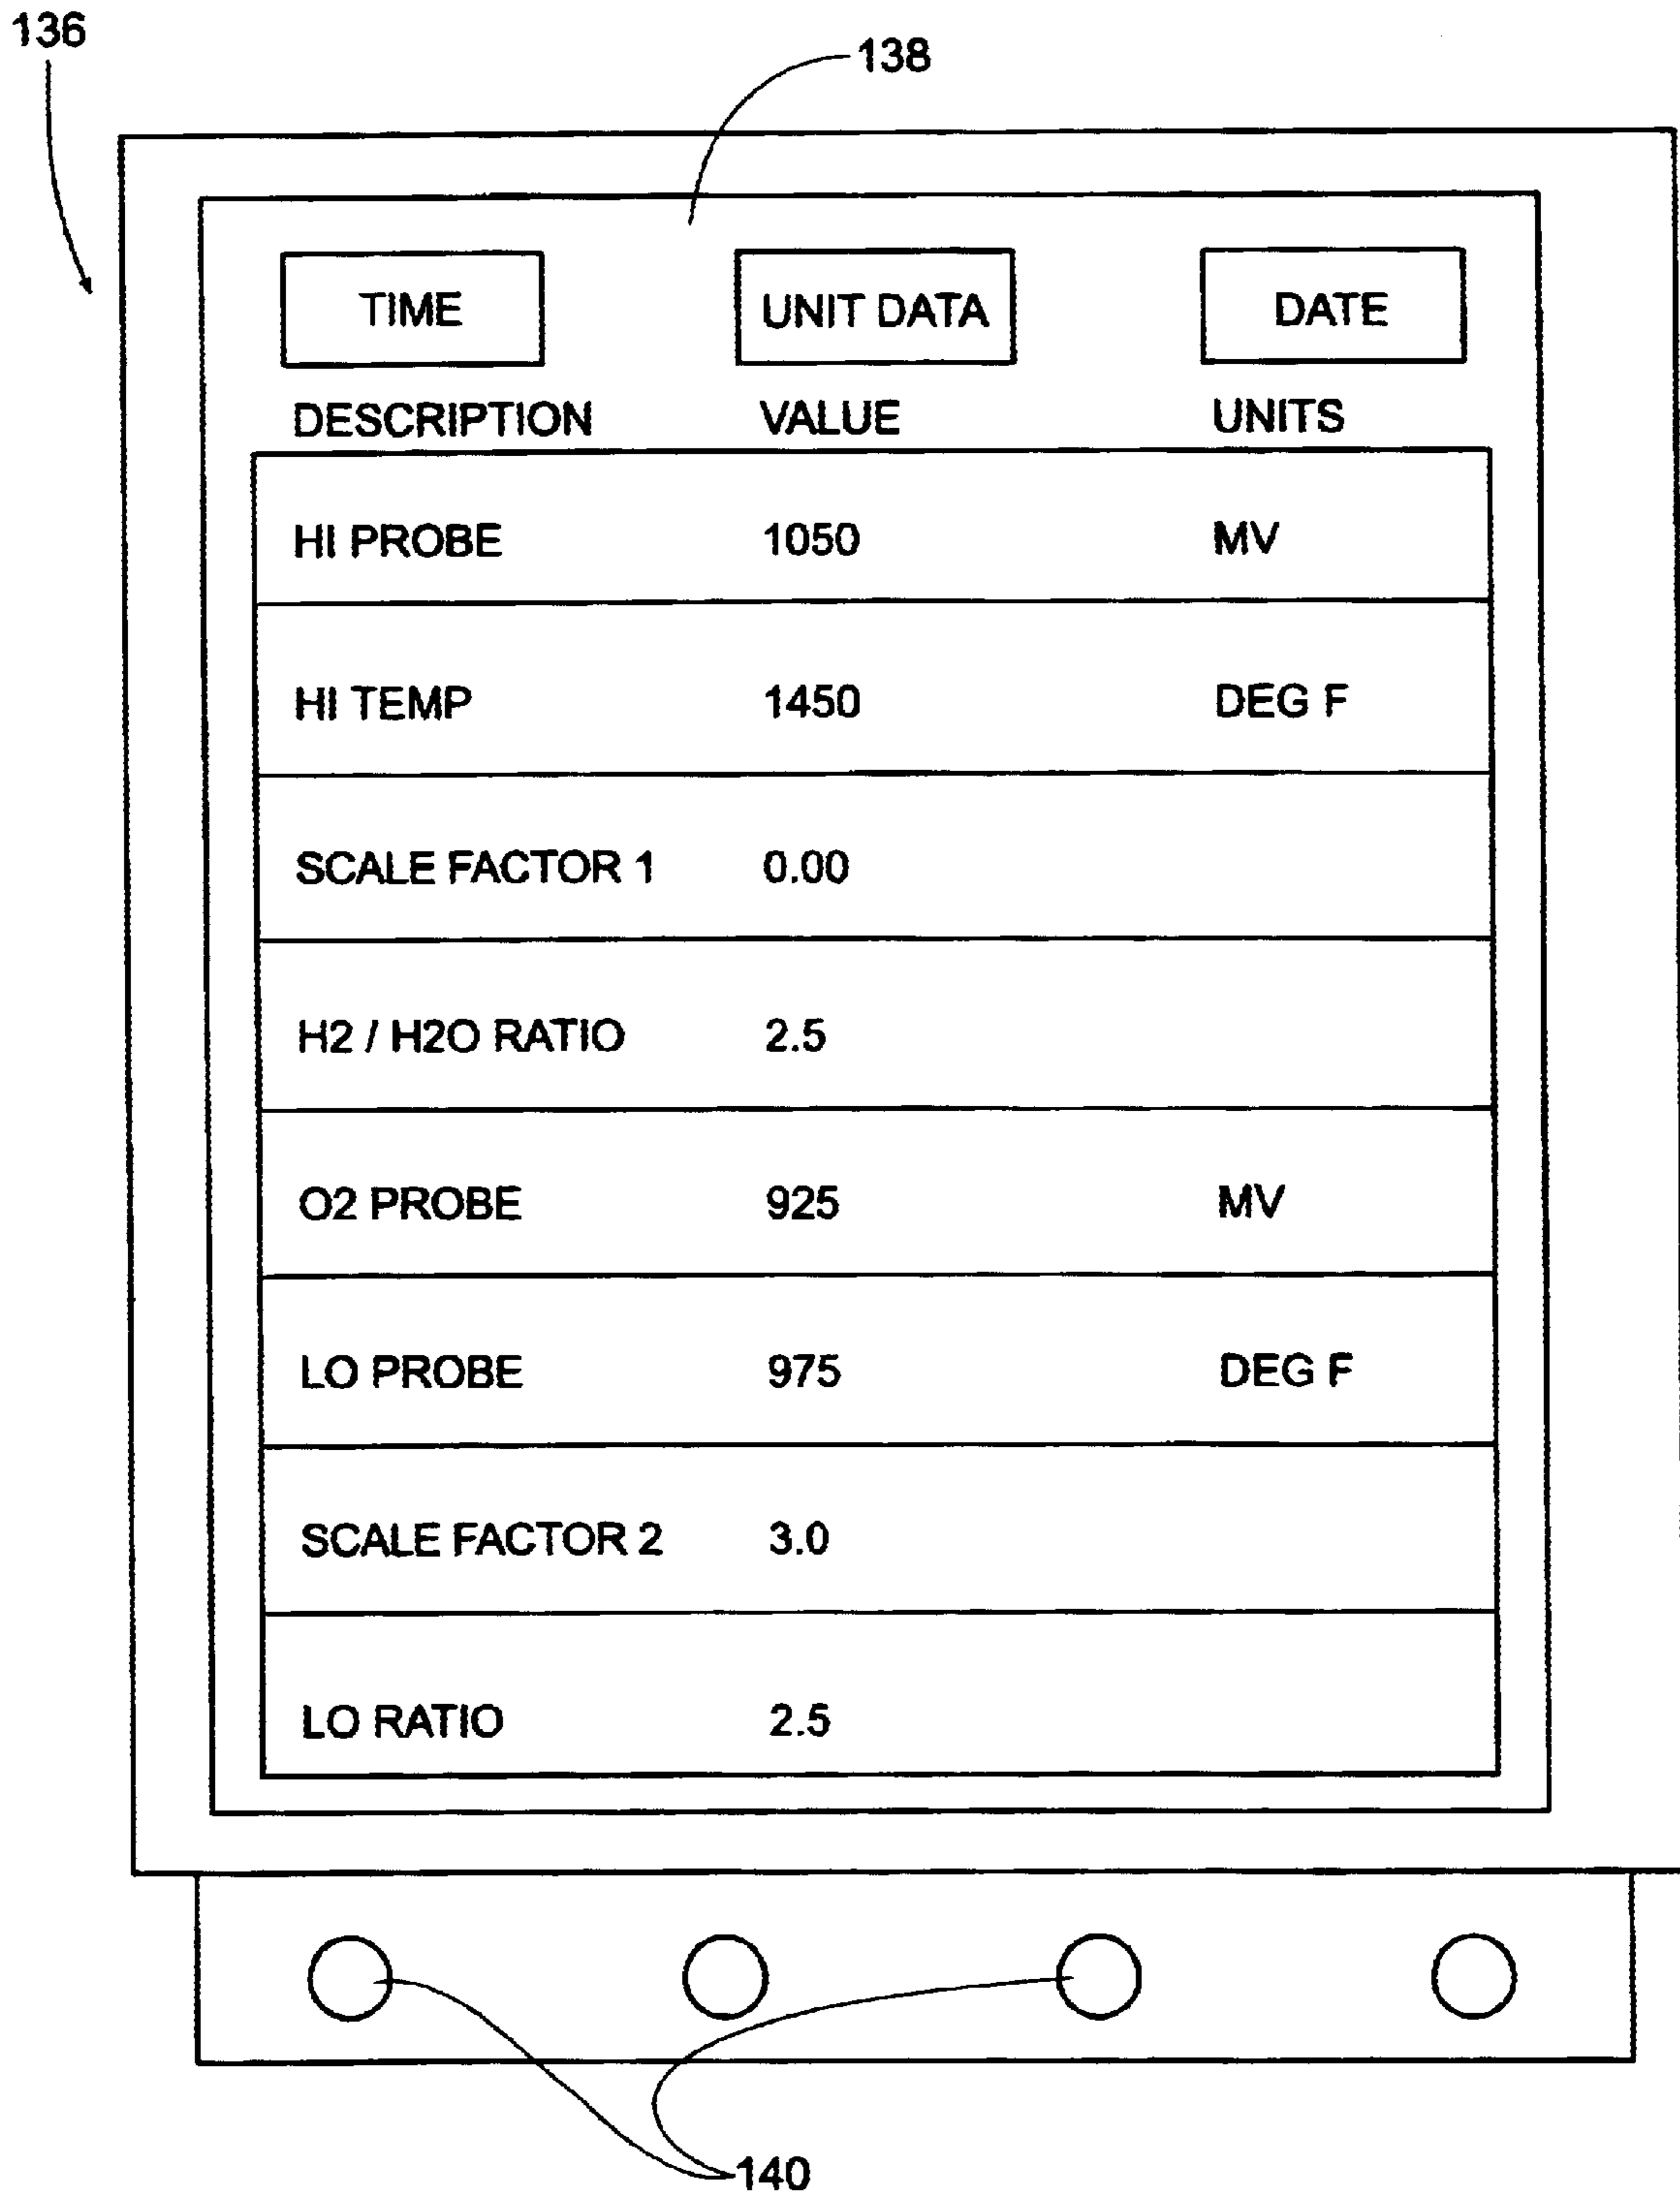 136
138
TIME UNIT DATA DATE
DESCRIPTION VALUE UNITS
HI PROBE 1050 MV
HI TEMP 1450 DEG F
SCALE FACTOR 1 0.00
H2 / H2O RATIO 2.5
O2 PROBE 925 MV
LO PROBE 975 DEG F
SCALE FACTOR 2 3.0
LO RATIO 2.5
140